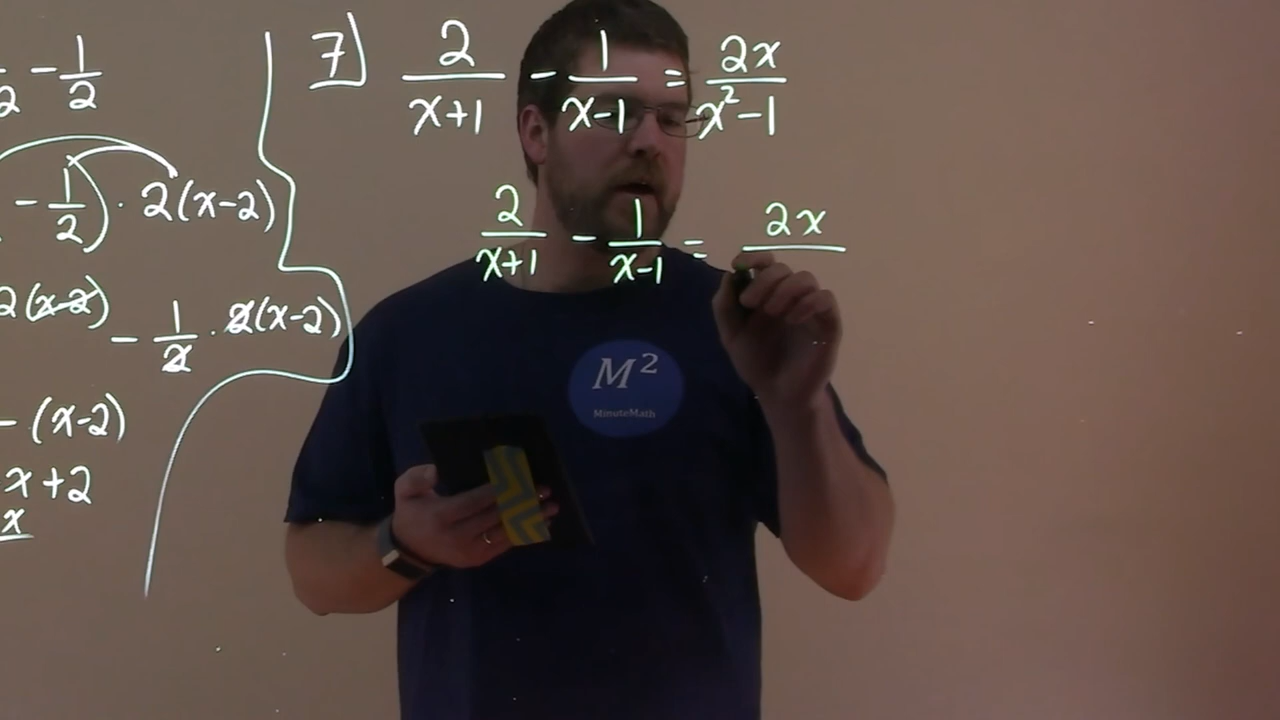 2 - 1/2
- 1/2) · 2(x-2)
2(x-2) - 1/2 · 2(x-2)
- (x-2)
x+2
x
7] 2/(x+1) - 1/(x-1) = 2x/(x²-1)
2/(x+1) - 1/(x-1) = 2x
M²
MinuteMath